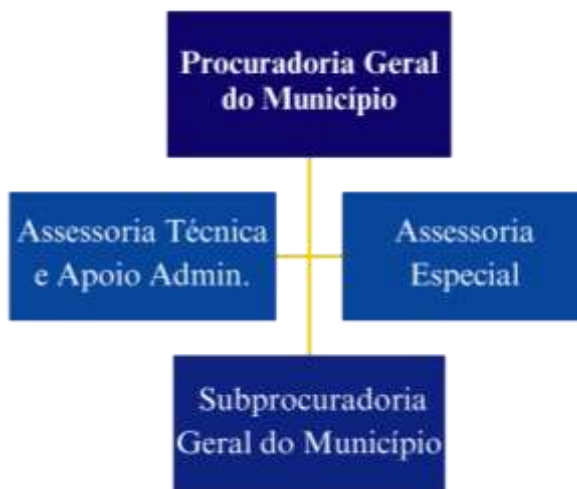 Procuradoria Geral
do Município
Assessoria Técnica
e Apoio Admin.
Assessoria
Especial
Subprocuradoria
Geral do Município